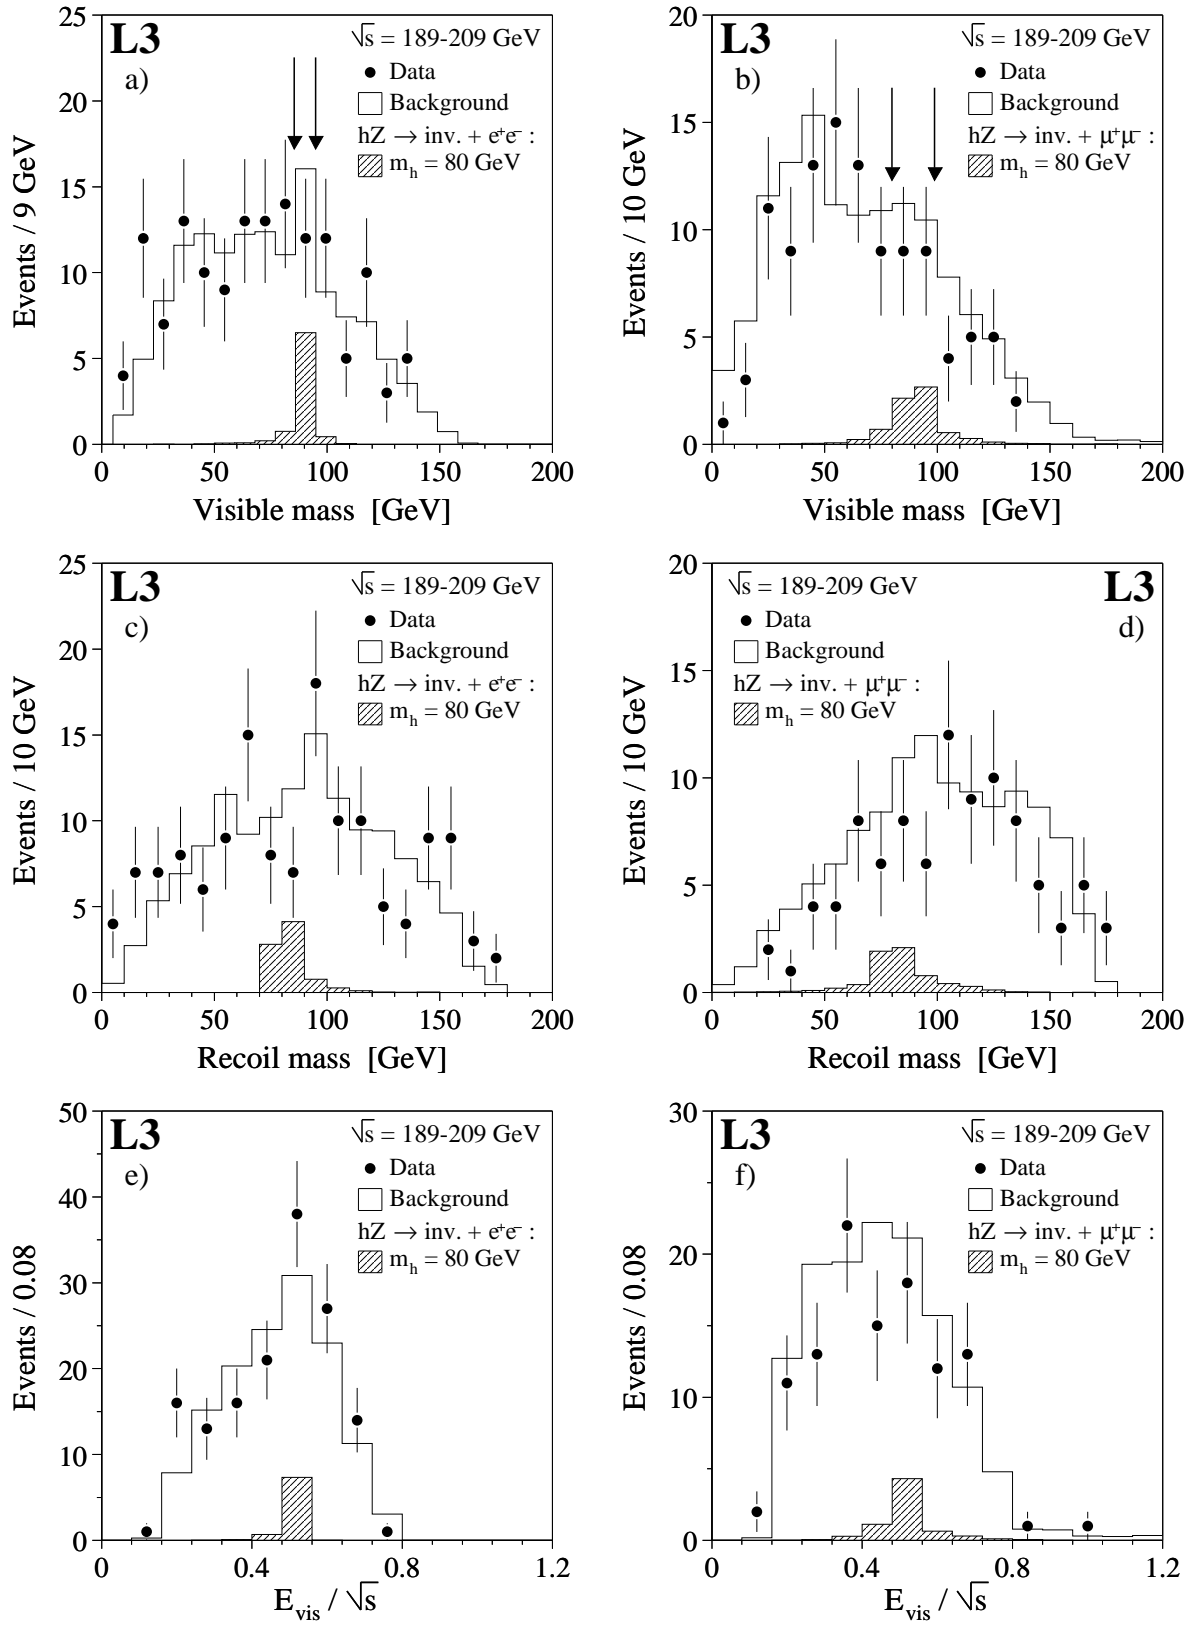 25
20
15
10
5
0
Events / 9 GeV
L3
a)
√s = 189-209 GeV
Data
Background
hZ → inv. + e⁺e⁻ :
mₕ = 80 GeV
0 50 100 150 200
Visible mass [GeV]
20
15
10
5
0
Events / 10 GeV
L3
b)
√s = 189-209 GeV
Data
Background
hZ → inv. + μ⁺μ⁻ :
mₕ = 80 GeV
0 50 100 150 200
Visible mass [GeV]
25
20
15
10
5
0
Events / 10 GeV
L3
c)
√s = 189-209 GeV
Data
Background
hZ → inv. + e⁺e⁻ :
mₕ = 80 GeV
0 50 100 150 200
Recoil mass [GeV]
20
15
10
5
0
Events / 10 GeV
√s = 189-209 GeV
L3
d)
Data
Background
hZ → inv. + μ⁺μ⁻ :
mₕ = 80 GeV
0 50 100 150 200
Recoil mass [GeV]
50
40
30
20
10
0
Events / 0.08
L3
e)
√s = 189-209 GeV
Data
Background
hZ → inv. + e⁺e⁻ :
mₕ = 80 GeV
0 0.4 0.8 1.2
E_vis / √s
30
20
10
0
Events / 0.08
L3
f)
√s = 189-209 GeV
Data
Background
hZ → inv. + μ⁺μ⁻ :
mₕ = 80 GeV
0 0.4 0.8 1.2
E_vis / √s